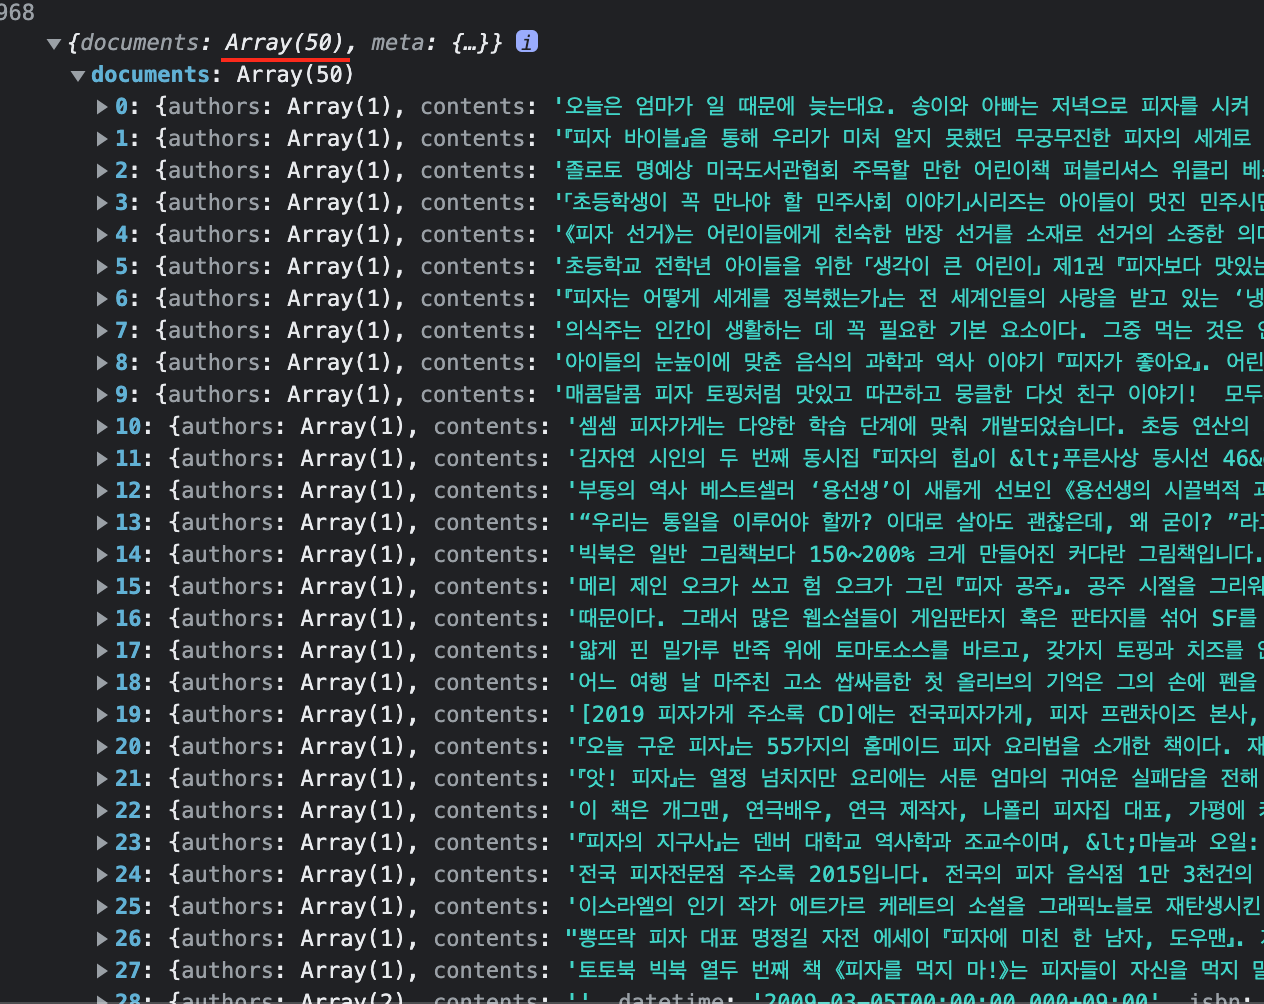 968
▼{documents: Array(50), meta: {…}} i
▼documents: Array(50)
▶0: {authors: Array(1), contents: '오늘은 엄마가 일 때문에 늦는대요. 송이와 아빠는 저녁으로 피자를 시켜
▶1: {authors: Array(1), contents: '『피자 바이블』을 통해 우리가 미처 알지 못했던 무궁무진한 피자의 세계로
▶2: {authors: Array(1), contents: '졸로토 명예상 미국도서관협회 주목할 만한 어린이책 퍼블리셔스 위클리 베
▶3: {authors: Array(1), contents: '「초등학생이 꼭 만나야 할 민주사회 이야기」시리즈는 아이들이 멋진 민주시민
▶4: {authors: Array(1), contents: '《피자 선거》는 어린이들에게 친숙한 반장 선거를 소재로 선거의 소중한 의미
▶5: {authors: Array(1), contents: '초등학교 전학년 아이들을 위한 「생각이 큰 어린이」 제1권 『피자보다 맛있는
▶6: {authors: Array(1), contents: '『피자는 어떻게 세계를 정복했는가』는 전 세계인들의 사랑을 받고 있는 ‘냉
▶7: {authors: Array(1), contents: '의식주는 인간이 생활하는 데 꼭 필요한 기본 요소이다. 그중 먹는 것은
▶8: {authors: Array(1), contents: '아이들의 눈높이에 맞춘 음식의 과학과 역사 이야기 『피자가 좋아요』. 어린
▶9: {authors: Array(1), contents: '매콤달콤 피자 토핑처럼 맛있고 따끈하고 뭉클한 다섯 친구 이야기!  모두
▶10: {authors: Array(1), contents: '셈셈 피자가게는 다양한 학습 단계에 맞춰 개발되었습니다. 초등 연산의
▶11: {authors: Array(1), contents: '김자연 시인의 두 번째 동시집 『피자의 힘』이 &lt;푸른사상 동시선 46&
▶12: {authors: Array(1), contents: '부동의 역사 베스트셀러 ‘용선생’이 새롭게 선보인 《용선생의 시끌벅적 과
▶13: {authors: Array(1), contents: '“우리는 통일을 이루어야 할까? 이대로 살아도 괜찮은데, 왜 굳이? ”라고
▶14: {authors: Array(1), contents: '빅북은 일반 그림책보다 150~200% 크게 만들어진 커다란 그림책입니다.
▶15: {authors: Array(1), contents: '메리 제인 오크가 쓰고 험 오크가 그린 『피자 공주』. 공주 시절을 그리워
▶16: {authors: Array(1), contents: '때문이다. 그래서 많은 웹소설들이 게임판타지 혹은 판타지를 섞어 SF를
▶17: {authors: Array(1), contents: '얇게 핀 밀가루 반죽 위에 토마토소스를 바르고, 갖가지 토핑과 치즈를
▶18: {authors: Array(1), contents: '어느 여행 날 마주친 고소 쌉싸름한 첫 올리브의 기억은 그의 손에 펜을
▶19: {authors: Array(1), contents: '[2019 피자가게 주소록 CD]에는 전국피자가게, 피자 프랜차이즈 본사,
▶20: {authors: Array(1), contents: '『오늘 구운 피자』는 55가지의 홈메이드 피자 요리법을 소개한 책이다. 재
▶21: {authors: Array(1), contents: '『앗! 피자』는 열정 넘치지만 요리에는 서툰 엄마의 귀여운 실패담을 전해
▶22: {authors: Array(1), contents: '이 책은 개그맨, 연극배우, 연극 제작자, 나폴리 피자집 대표, 가평에
▶23: {authors: Array(1), contents: '『피자의 지구사』는 덴버 대학교 역사학과 조교수이며, &lt;마늘과 오일:
▶24: {authors: Array(1), contents: '전국 피자전문점 주소록 2015입니다. 전국의 피자 음식점 1만 3천건의
▶25: {authors: Array(1), contents: '이스라엘의 인기 작가 에트가르 케레트의 소설을 그래픽노블로 재탄생시킨
▶26: {authors: Array(1), contents: "뽕뜨락 피자 대표 명정길 자전 에세이 『피자에 미친 한 남자, 도우맨』.
▶27: {authors: Array(1), contents: '토토북 빅북 열두 번째 책 《피자를 먹지 마!》는 피자들이 자신을 먹지 말
▶28: {authors: Array(2), contents: '', datetime: '2009-03-05T00:00:00.000+09:00', isbn: